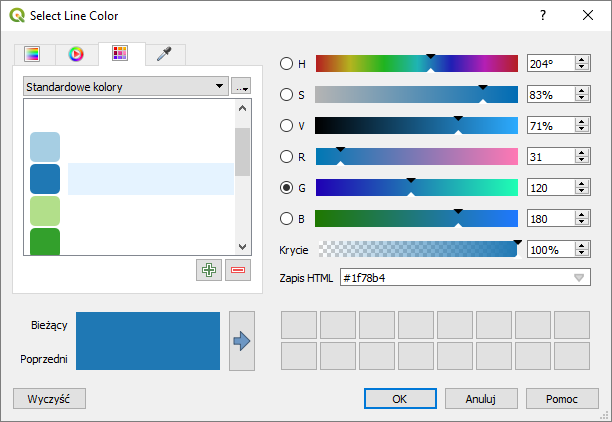 Select Line Color
?
Standardowe kolory
...
H 204°
S 83%
V 71%
R 31
G 120
B 180
Krycie 100%
Zapis HTML #1f78b4
Bieżący
Poprzedni
Wyczyść
OK
Anuluj
Pomoc